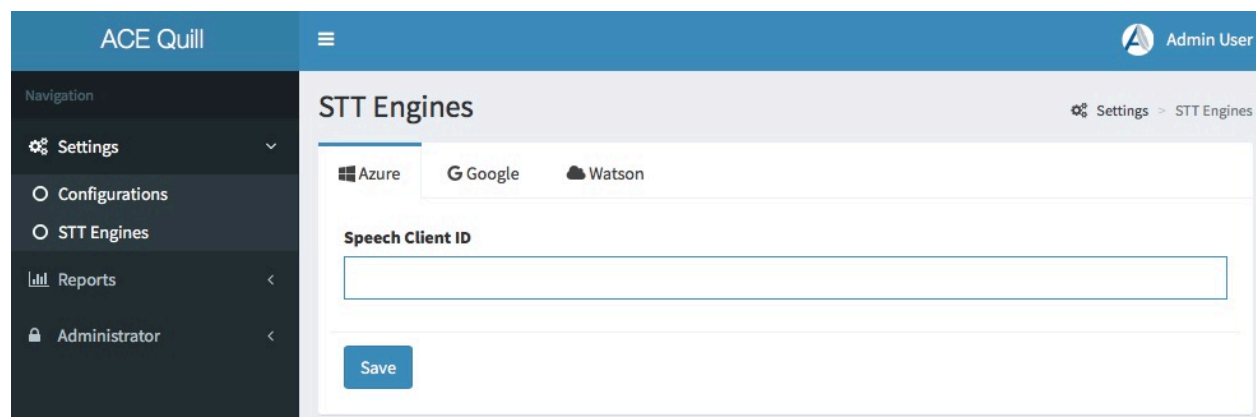 ACE Quill
Admin User
Navigation
Settings
Configurations
STT Engines
Reports
Administrator
STT Engines
Settings > STT Engines
Azure
G Google
Watson
Speech Client ID
Save